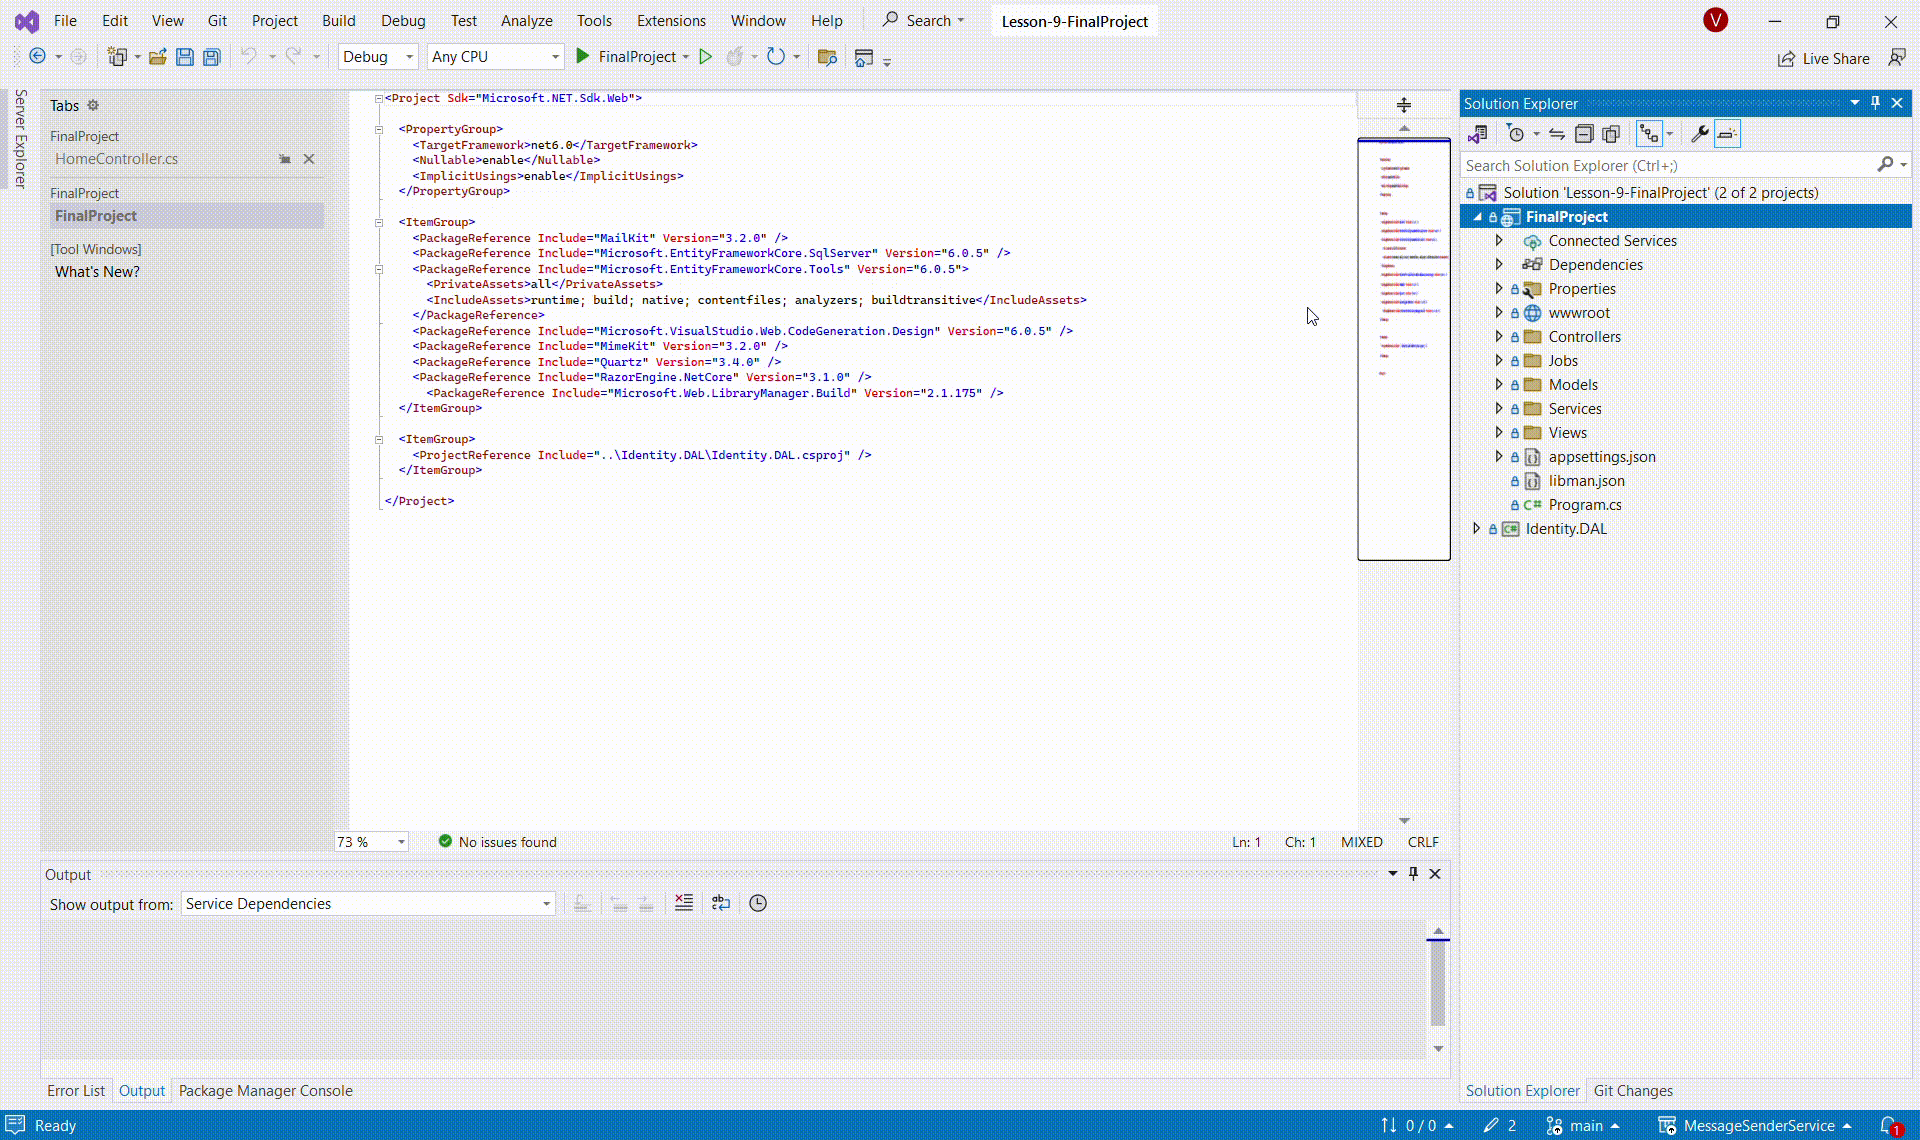 File Edit View Git Project Build Debug Test Analyze Tools Extensions Window Help Search Lesson-9-FinalProject V
Debug Any CPU FinalProject Live Share
Server Explorer
Tabs
FinalProject
HomeController.cs
FinalProject
FinalProject
[Tool Windows]
What's New?
<Project Sdk="Microsoft.NET.Sdk.Web">
<PropertyGroup>
<TargetFramework>net6.0</TargetFramework>
<Nullable>enable</Nullable>
<ImplicitUsings>enable</ImplicitUsings>
</PropertyGroup>
<ItemGroup>
<PackageReference Include="MailKit" Version="3.2.0" />
<PackageReference Include="Microsoft.EntityFrameworkCore.SqlServer" Version="6.0.5" />
<PackageReference Include="Microsoft.EntityFrameworkCore.Tools" Version="6.0.5">
<PrivateAssets>all</PrivateAssets>
<IncludeAssets>runtime; build; native; contentfiles; analyzers; buildtransitive</IncludeAssets>
</PackageReference>
<PackageReference Include="Microsoft.VisualStudio.Web.CodeGeneration.Design" Version="6.0.5" />
<PackageReference Include="MimeKit" Version="3.2.0" />
<PackageReference Include="Quartz" Version="3.4.0" />
<PackageReference Include="RazorEngine.NetCore" Version="3.1.0" />
<PackageReference Include="Microsoft.Web.LibraryManager.Build" Version="2.1.175" />
</ItemGroup>
<ItemGroup>
<ProjectReference Include="..\Identity.DAL\Identity.DAL.csproj" />
</ItemGroup>
</Project>
73 % No issues found Ln: 1 Ch: 1 MIXED CRLF
Output
Show output from: Service Dependencies
Error List Output Package Manager Console
Solution Explorer
Search Solution Explorer (Ctrl+;)
Solution 'Lesson-9-FinalProject' (2 of 2 projects)
FinalProject
Connected Services
Dependencies
Properties
wwwroot
Controllers
Jobs
Models
Services
Views
appsettings.json
libman.json
C# Program.cs
C# Identity.DAL
Solution Explorer Git Changes
Ready 0 / 0 2 main MessageSenderService 1